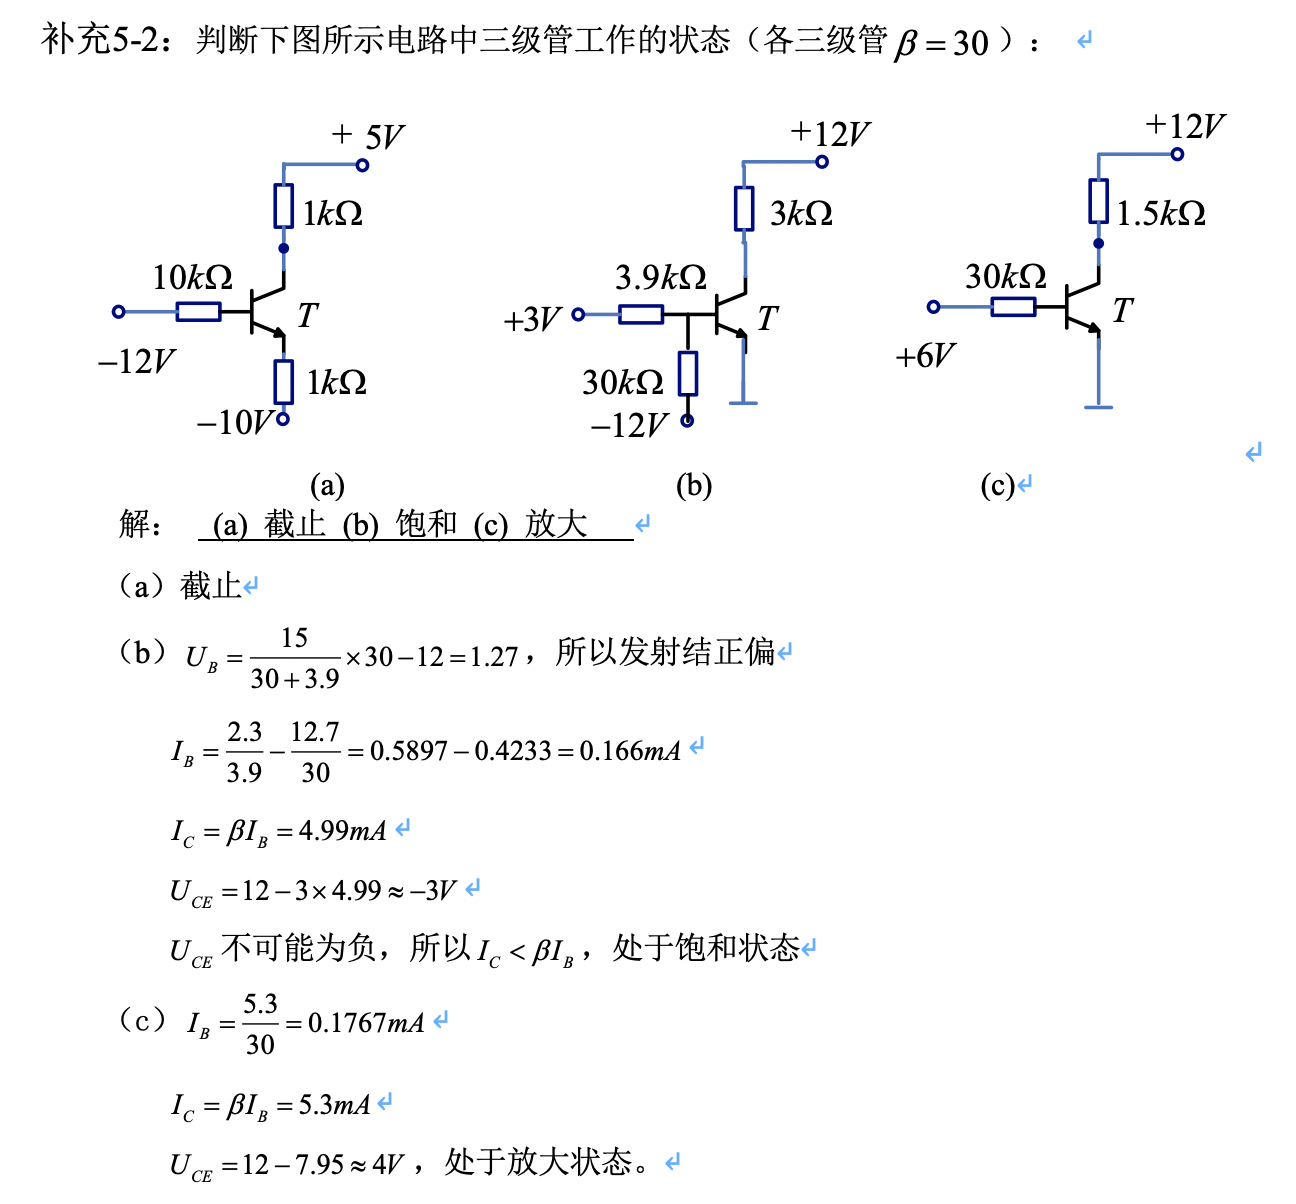 补充5-2：判断下图所示电路中三级管工作的状态（各三级管 β = 30 ）： ↵
+ 5V
+12V
+12V
1kΩ
3kΩ
1.5kΩ
10kΩ
3.9kΩ
30kΩ
T
+3V
T
T
−12V
+6V
1kΩ
30kΩ
−10V
−12V
↵
(a)
(b)
(c)↵
解： (a) 截止 (b) 饱和 (c) 放大 ↵
（a）截止↵
（b） U_B = 15/(30+3.9) ×30−12=1.27， 所以发射结正偏↵
I_B = 2.3/3.9 − 12.7/30 = 0.5897−0.4233=0.166mA ↵
I_C = βI_B = 4.99mA ↵
U_CE =12−3×4.99≈−3V ↵
U_CE 不可能为负，所以 I_C < βI_B ，处于饱和状态↵
（c） I_B = 5.3/30 = 0.1767mA ↵
I_C = βI_B = 5.3mA ↵
U_CE =12−7.95≈4V ，处于放大状态。↵